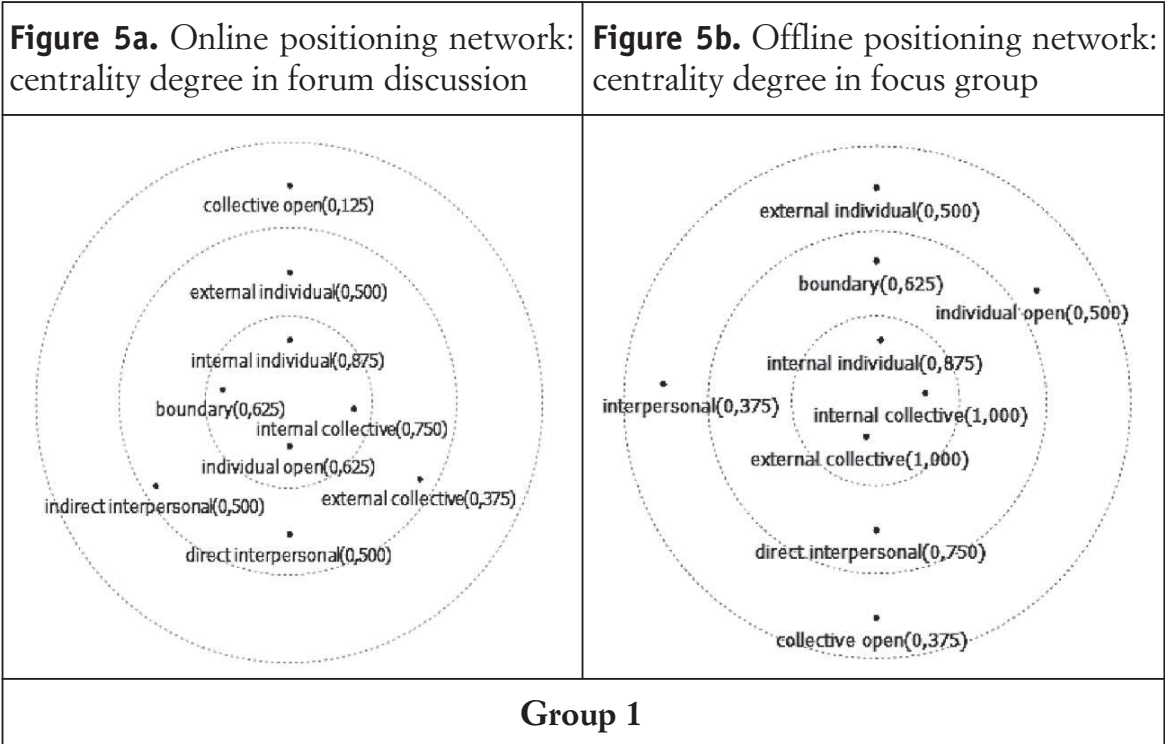 Figure 5a. Online positioning network:
centrality degree in forum discussion
Figure 5b. Offline positioning network:
centrality degree in focus group
collective open(0,125)
external individual(0,500)
internal individual(0,875)
boundary(0,625)
internal collective(0,750)
individual open(0,625)
external collective(0,375)
indirect interpersonal(0,500)
direct interpersonal(0,500)
external individual(0,500)
boundary(0,625)
individual open(0,500)
internal individual(0,875)
interpersonal(0,375)
internal collective(1,000)
external collective(1,000)
direct interpersonal(0,750)
collective open(0,375)
Group 1